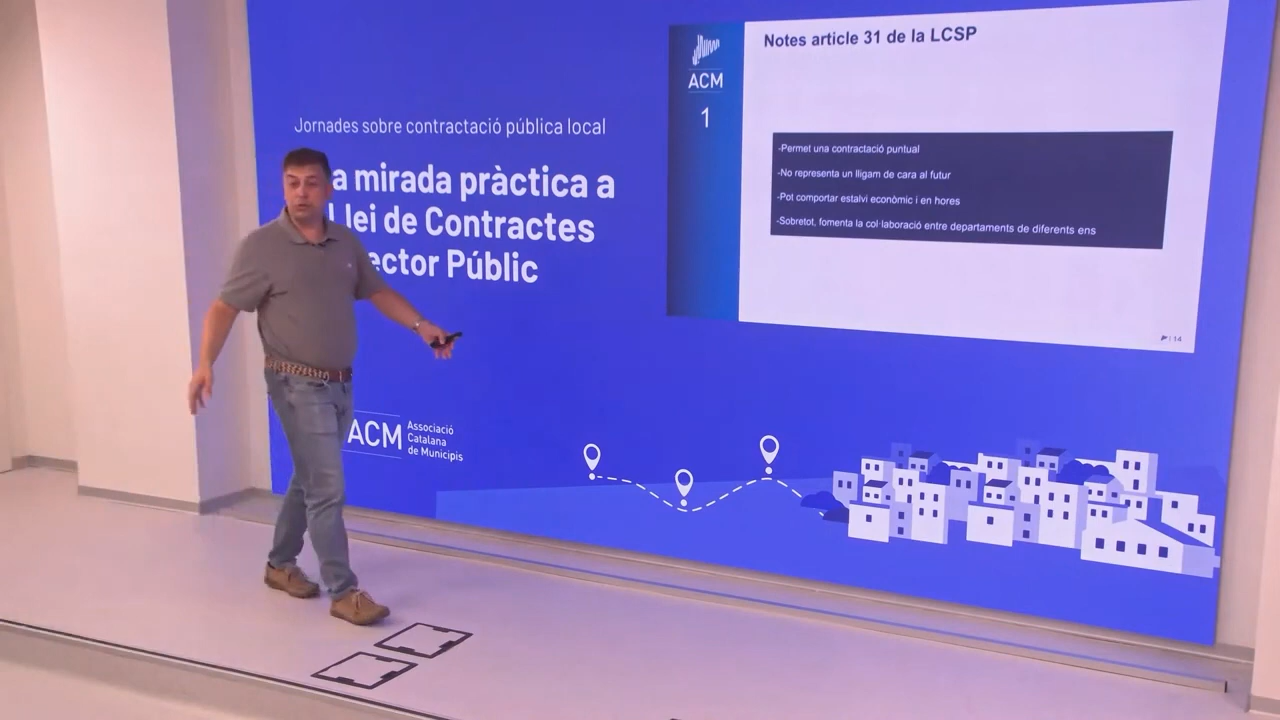 Jornades sobre contractació pública local
a mirada pràctica a
llei de Contractes
ector Públic
ACM
Associació
Catalana
de Municipis
ACM
1
Notes article 31 de la LCSP
-Permet una contractació puntual
-No representa un lligam de cara al futur
-Pot comportar estalvi econòmic i en hores
-Sobretot, fomenta la col·laboració entre departaments de diferents ens
| 14